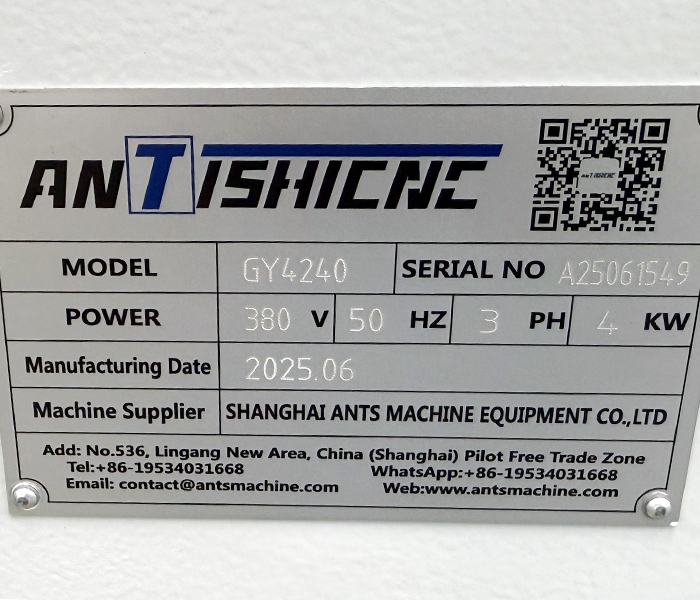 ANTISHICNC
MODEL GY4240 SERIAL NO A25061549
POWER 380 V 50 HZ 3 PH 4 KW
Manufacturing Date 2025.06
Machine Supplier SHANGHAI ANTS MACHINE EQUIPMENT CO.,LTD
Add: No.536, Lingang New Area, China (Shanghai) Pilot Free Trade Zone
Tel:+86-19534031668 WhatsApp:+86-19534031668
Email: contact@antsmachine.com Web:www.antsmachine.com